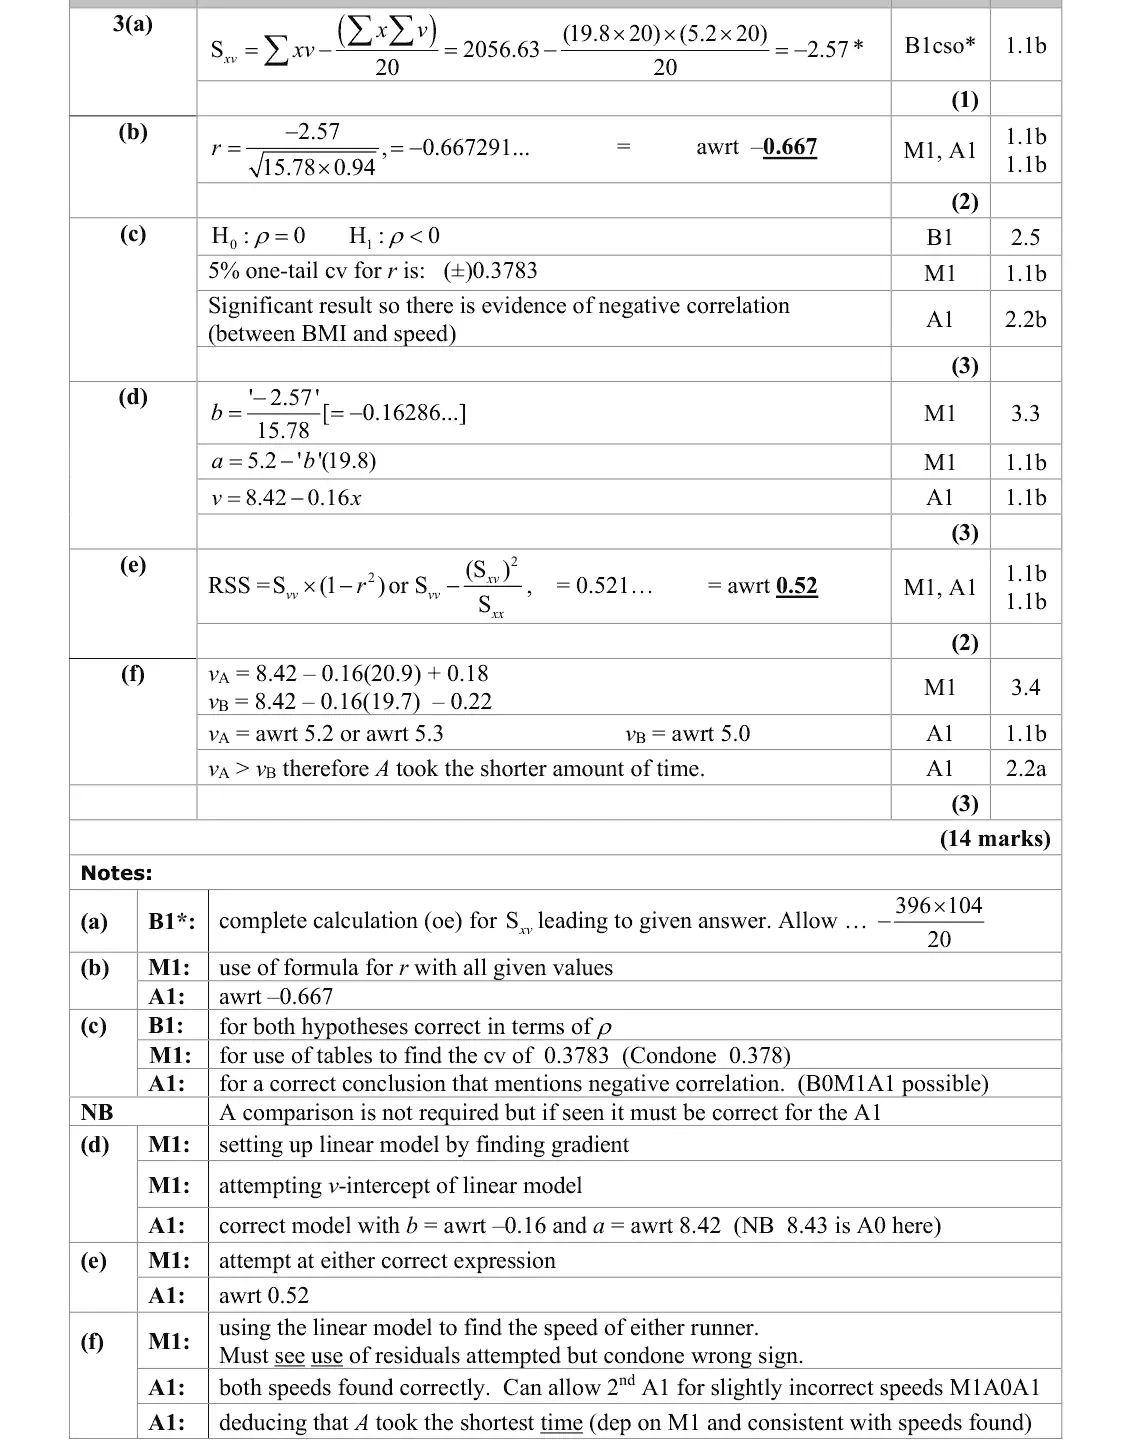 3(a) S_xv = ∑xv − (∑x∑v)/20 = 2056.63 − (19.8×20)×(5.2×20)/20 = −2.57 * B1cso* 1.1b
(1)
(b) r = −2.57/√(15.78×0.94) , = −0.667291... = awrt –0.667 M1, A1 1.1b
1.1b
(2)
(c) H₀ : ρ = 0 H₁ : ρ < 0 B1 2.5
5% one-tail cv for r is: (±)0.3783 M1 1.1b
Significant result so there is evidence of negative correlation
(between BMI and speed) A1 2.2b
(3)
(d) b = '−2.57'/15.78 [= −0.16286...] M1 3.3
a = 5.2 − 'b'(19.8) M1 1.1b
v = 8.42 − 0.16x A1 1.1b
(3)
(e) RSS = S_vv × (1 − r²) or S_vv − (S_xv)²/S_xx , = 0.521… = awrt 0.52 M1, A1 1.1b
1.1b
(2)
(f) v_A = 8.42 – 0.16(20.9) + 0.18
v_B = 8.42 – 0.16(19.7) – 0.22 M1 3.4
v_A = awrt 5.2 or awrt 5.3 v_B = awrt 5.0 A1 1.1b
v_A > v_B therefore A took the shorter amount of time. A1 2.2a
(3)
(14 marks)
Notes:
(a) B1*: complete calculation (oe) for S_xv leading to given answer. Allow … − 396×104/20
(b) M1: use of formula for r with all given values
A1: awrt –0.667
(c) B1: for both hypotheses correct in terms of ρ
M1: for use of tables to find the cv of 0.3783 (Condone 0.378)
A1: for a correct conclusion that mentions negative correlation. (B0M1A1 possible)
NB A comparison is not required but if seen it must be correct for the A1
(d) M1: setting up linear model by finding gradient
M1: attempting v-intercept of linear model
A1: correct model with b = awrt –0.16 and a = awrt 8.42 (NB 8.43 is A0 here)
(e) M1: attempt at either correct expression
A1: awrt 0.52
(f) M1: using the linear model to find the speed of either runner.
Must see use of residuals attempted but condone wrong sign.
A1: both speeds found correctly. Can allow 2nd A1 for slightly incorrect speeds M1A0A1
A1: deducing that A took the shortest time (dep on M1 and consistent with speeds found)